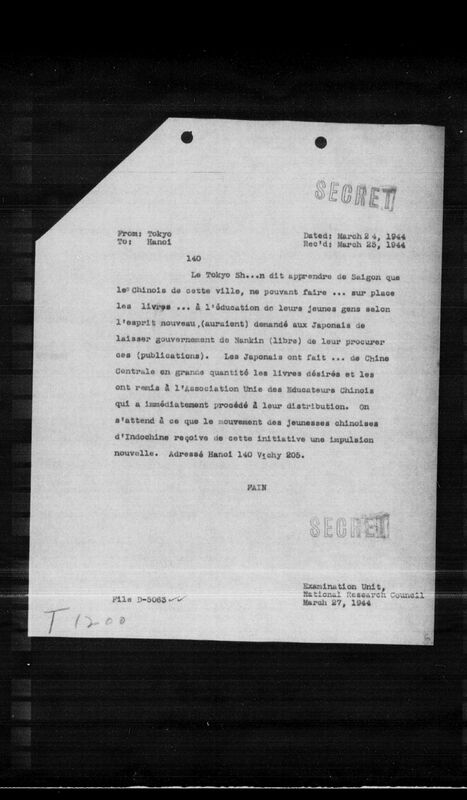 SECRET
From: Tokyo
To: Hanoi
Dated: March 24, 1944
Rec'd: March 25, 1944
140
Le Tokyo Sh...n dit apprendre de Saigon que
les Chinois de cette ville, ne pouvant faire ... sur place
les livres ... à l'éducation de leurs jeunes gens selon
l'esprit nouveau,(auraient) demandé aux Japonais de
laisser gouvernement de Nankin (libre) de leur procurer
ces (publications). Les Japonais ont fait ... de Chine
Centrale en grande quantité les livres désirés et les
ont remis à l'Association Unie des Educateurs Chinois
qui a immédiatement procédé à leur distribution. On
s'attend à ce que le mouvement des jeunesses chinoises
d'Indochine reçoive de cette initiative une impulsion
nouvelle. Adressé Hanoi 140 Vichy 205.
FAIN
SECRET
Examination Unit,
National Research Council
March 27, 1944
File D-5063
T 1200